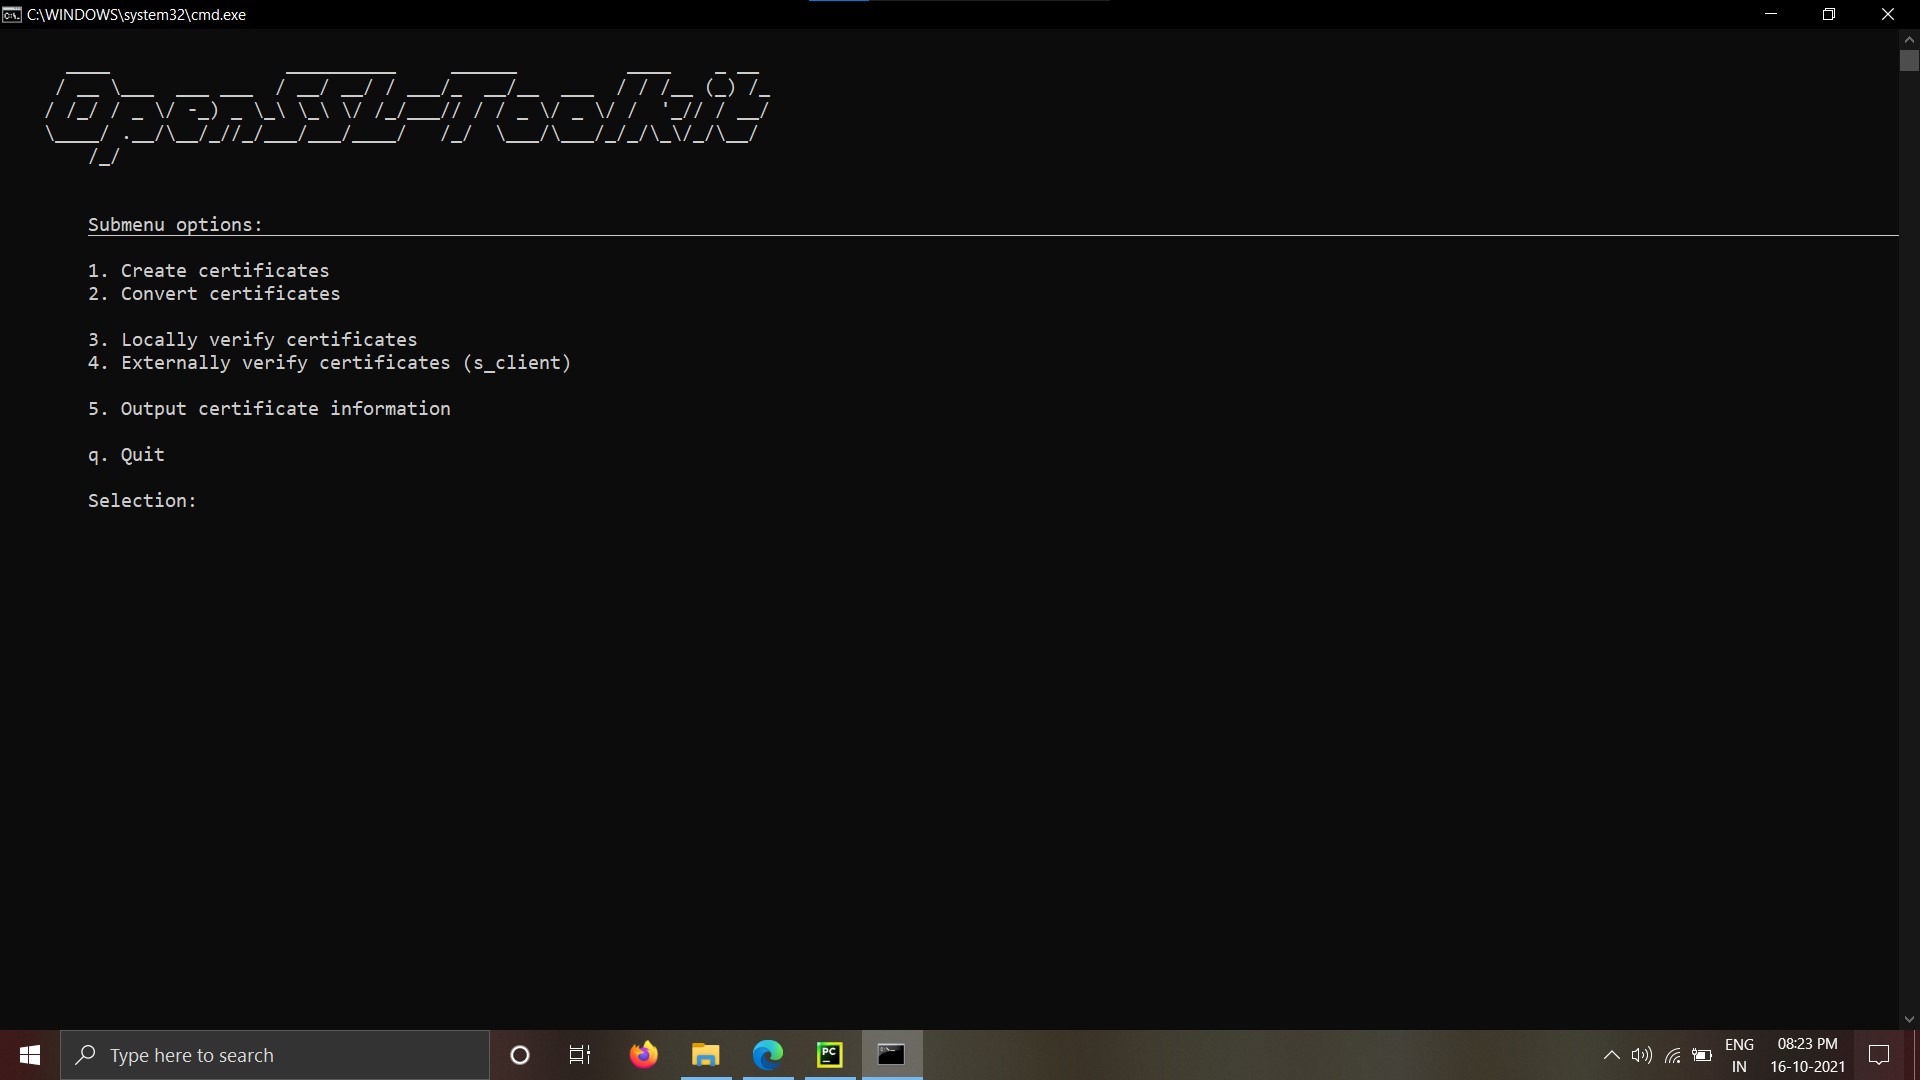 C:\WINDOWS\system32\cmd.exe
OpenSSL-Toolkit
Submenu options:
1. Create certificates
2. Convert certificates
3. Locally verify certificates
4. Externally verify certificates (s_client)
5. Output certificate information
q. Quit
Selection:
Type here to search
PC
ENG
IN
08:23 PM
16-10-2021